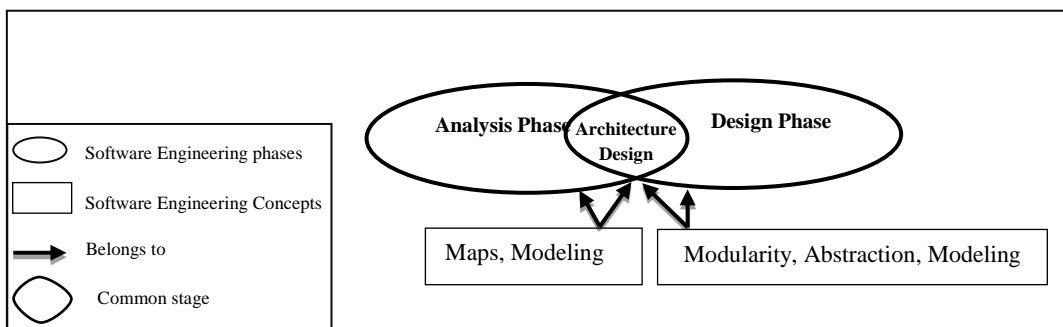 Analysis Phase
Architecture
Design
Design Phase
Software Engineering phases
Software Engineering Concepts
Belongs to
Common stage
Maps, Modeling
Modularity, Abstraction, Modeling